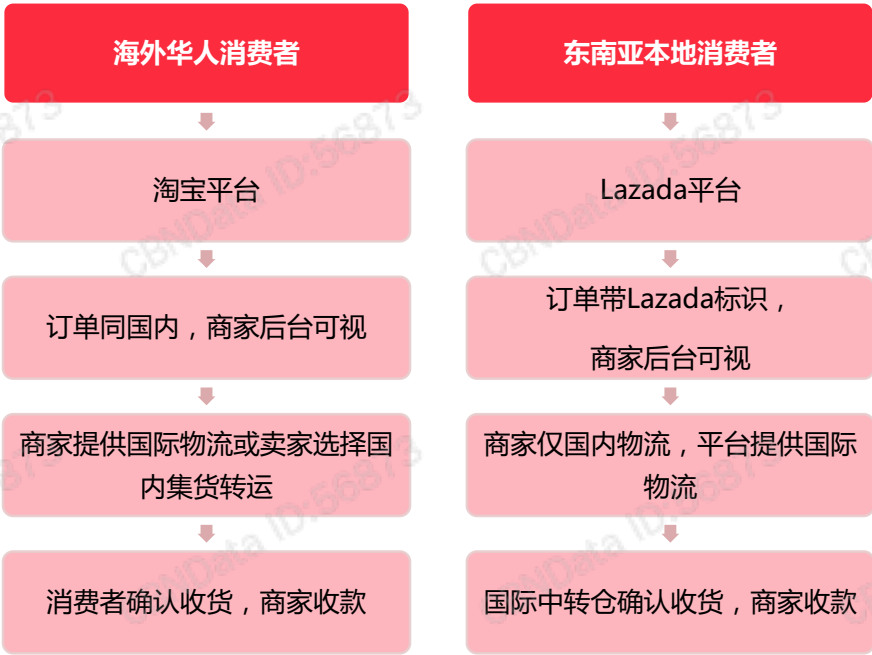 海外华人消费者
淘宝平台
订单同国内，商家后台可视
商家提供国际物流或卖家选择国
内集货转运
消费者确认收货，商家收款
东南亚本地消费者
Lazada平台
订单带Lazada标识，
商家后台可视
商家仅国内物流，平台提供国际
物流
国际中转仓确认收货，商家收款
CBNData ID:56873